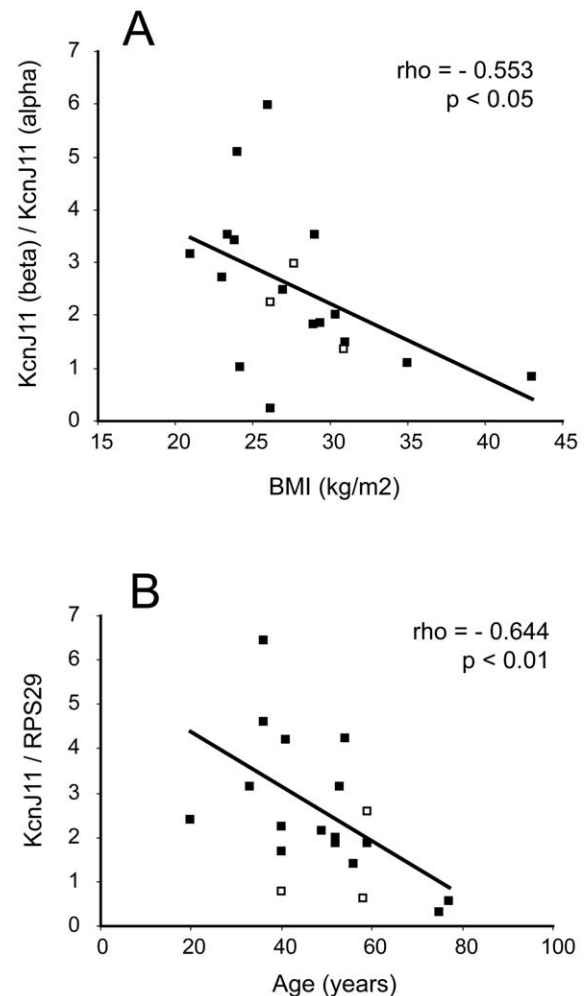 A
rho = - 0.553
p < 0.05
KcnJ11 (beta) / KcnJ11 (alpha)
7
6
5
4
3
2
1
0
15 20 25 30 35 40 45
BMI (kg/m2)
B
rho = - 0.644
p < 0.01
KcnJ11 / RPS29
7
6
5
4
3
2
1
0
0 20 40 60 80 100
Age (years)